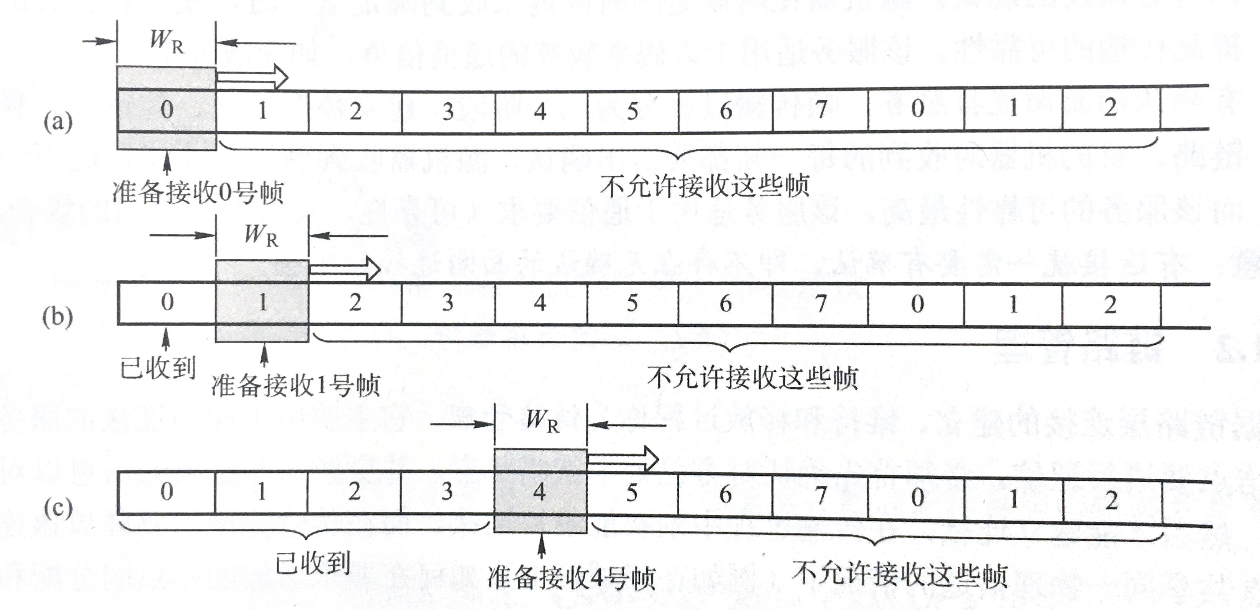 W_R
(a) 0 1 2 3 4 5 6 7 0 1 2
准备接收0号帧 不允许接收这些帧
W_R
(b) 0 1 2 3 4 5 6 7 0 1 2
已收到 准备接收1号帧 不允许接收这些帧
W_R
(c) 0 1 2 3 4 5 6 7 0 1 2
已收到 准备接收4号帧 不允许接收这些帧